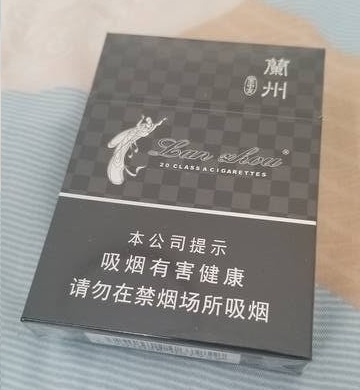 蘭州
Lan Zhou®
20 CLASS A CIGARETTES
本公司提示
吸烟有害健康
请勿在禁烟场所吸烟